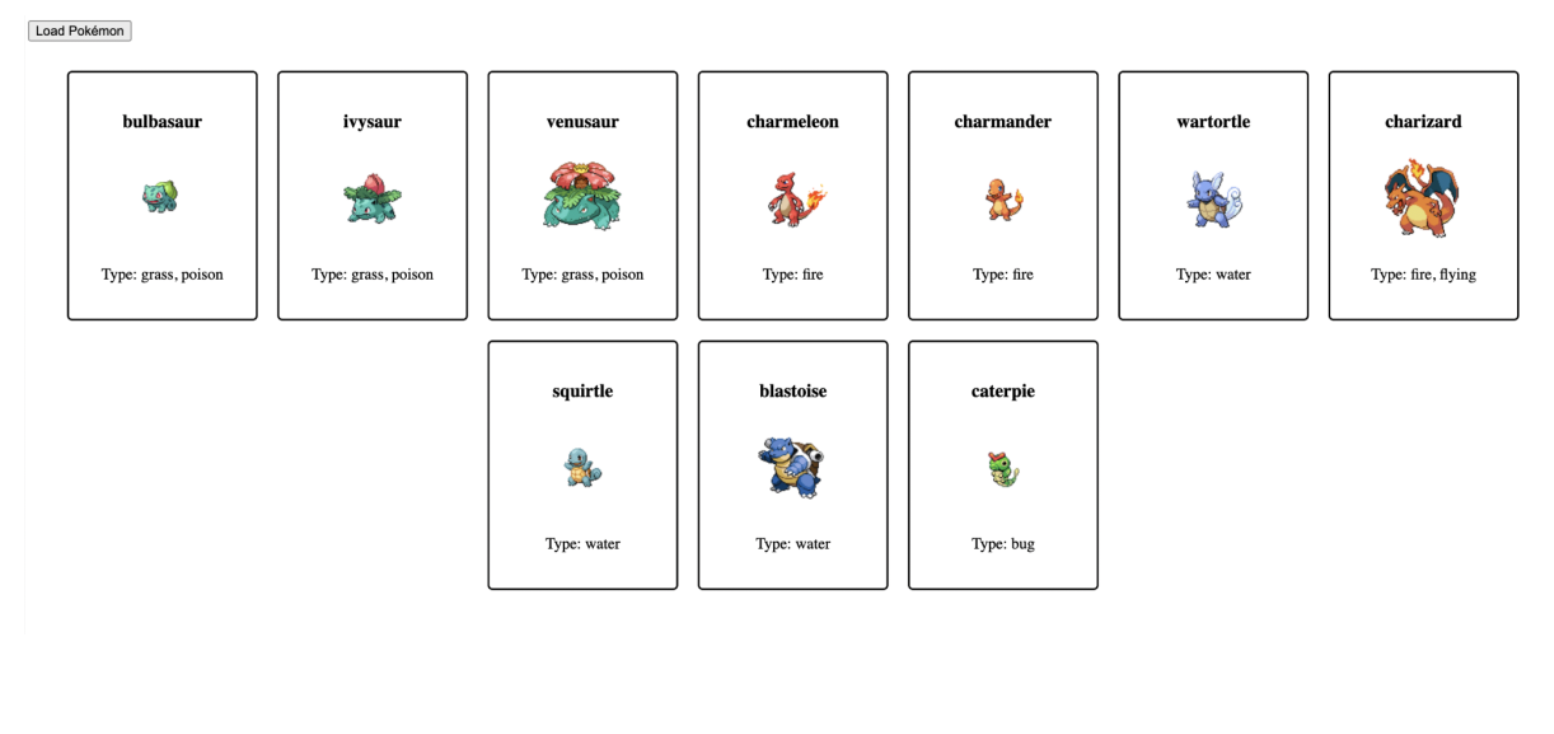 Load Pokémon
bulbasaur
ivysaur
venusaur
charmeleon
charmander
wartortle
charizard
Type: grass, poison
Type: grass, poison
Type: grass, poison
Type: fire
Type: fire
Type: water
Type: fire, flying
squirtle
blastoise
caterpie
Type: water
Type: water
Type: bug